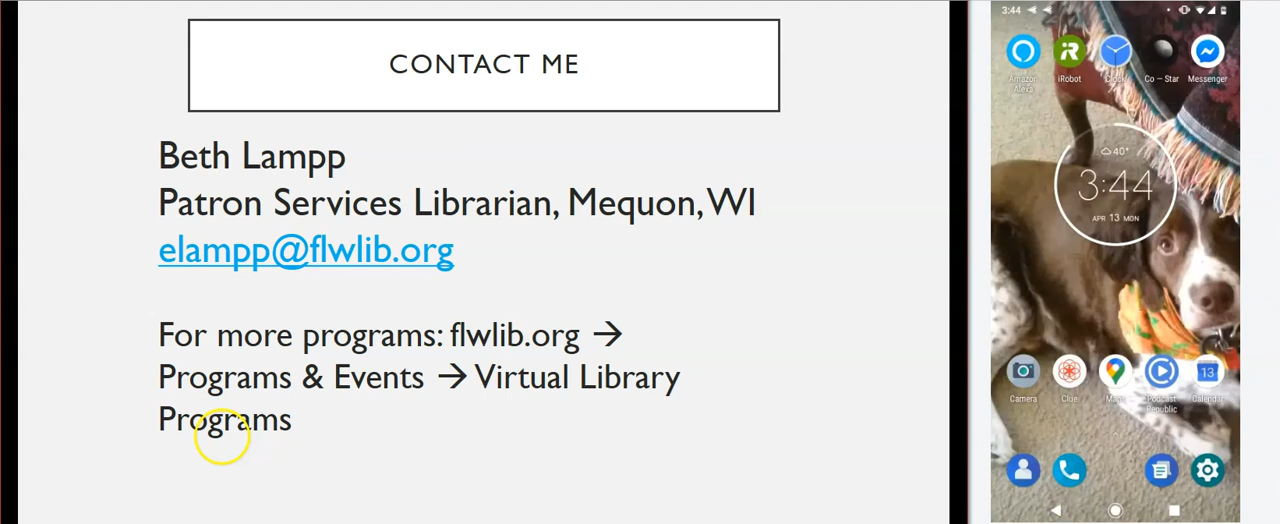 CONTACT ME
Beth Lampp
Patron Services Librarian, Mequon, WI
elampp@flwlib.org
For more programs: flwlib.org →
Programs & Events → Virtual Library
Programs
3:44
Amazon Alexa
iRobot
Clock
Co — Star
Messenger
40°
3:44
APR 13 MON
Camera
Clue
Maps
Podcast Republic
13
Calendar